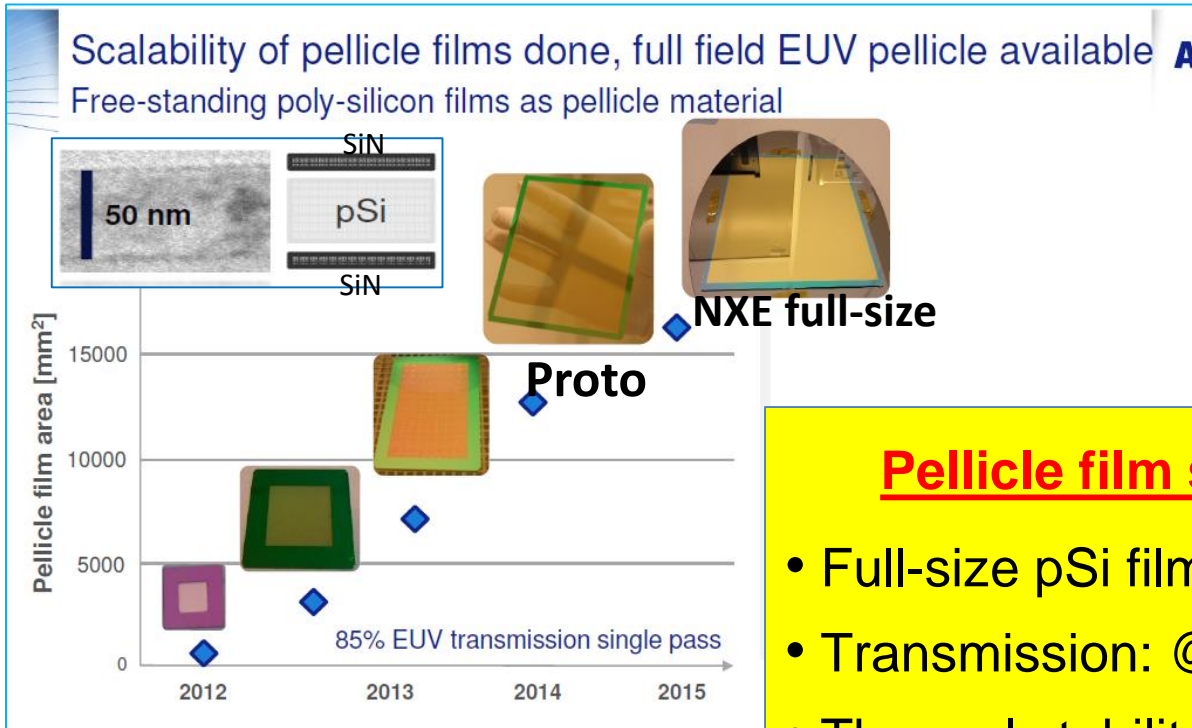 Scalability of pellicle films done, full field EUV pellicle available A
Free-standing poly-silicon films as pellicle material
SiN
50 nm
pSi
SiN
NXE full-size
Proto
Pellicle film area [mm²]
15000
10000
5000
0
85% EUV transmission single pass
2012 2013 2014 2015
Pellicle film s
• Full-size pSi film
• Transmission: @